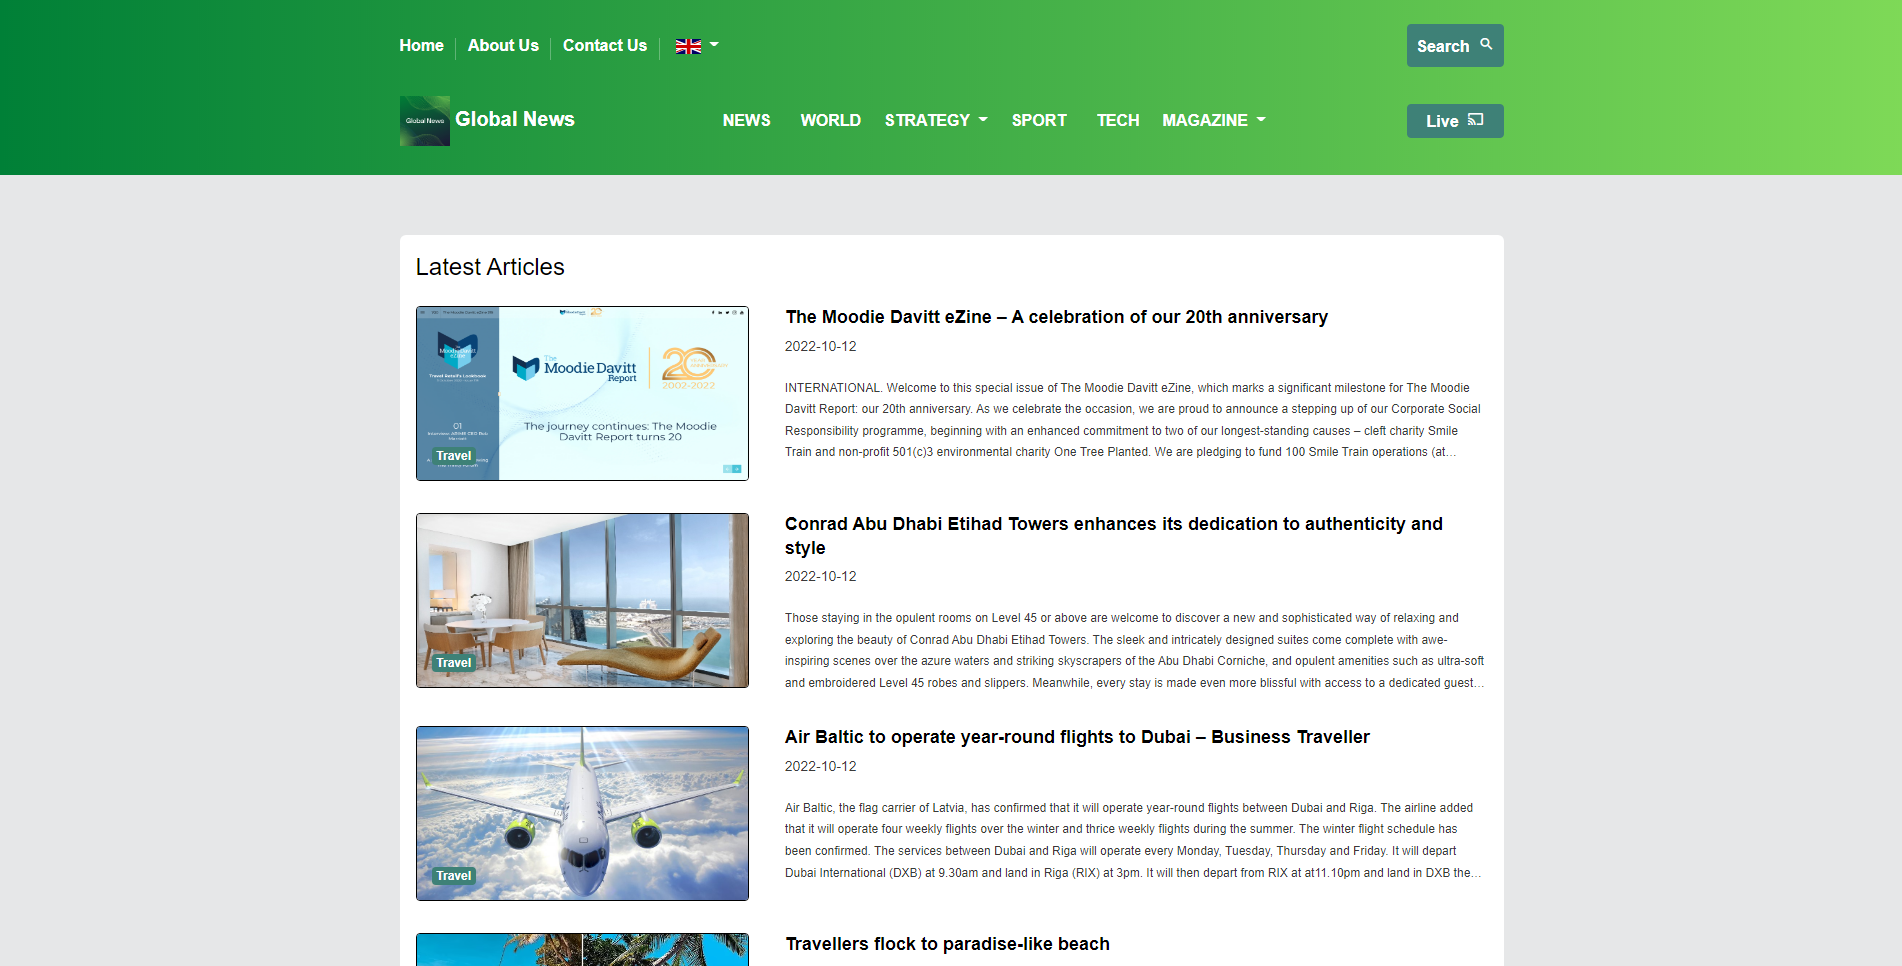 Home
About Us
Contact Us
Search
Global News
Global News
NEWS
WORLD
STRATEGY
SPORT
TECH
MAGAZINE
Live
Latest Articles
The
Moodie Davitt
eZine
Travel Retail's Lookbook
01
The
Moodie Davitt
Report
20
YEAR
ANNIVERSARY
2002-2022
The journey continues: The Moodie
Davitt Report turns 20
Travel
The Moodie Davitt eZine – A celebration of our 20th anniversary
2022-10-12
INTERNATIONAL. Welcome to this special issue of The Moodie Davitt eZine, which marks a significant milestone for The Moodie
Davitt Report: our 20th anniversary. As we celebrate the occasion, we are proud to announce a stepping up of our Corporate Social
Responsibility programme, beginning with an enhanced commitment to two of our longest-standing causes – cleft charity Smile
Train and non-profit 501(c)3 environmental charity One Tree Planted. We are pledging to fund 100 Smile Train operations (at…
Travel
Conrad Abu Dhabi Etihad Towers enhances its dedication to authenticity and
style
2022-10-12
Those staying in the opulent rooms on Level 45 or above are welcome to discover a new and sophisticated way of relaxing and
exploring the beauty of Conrad Abu Dhabi Etihad Towers. The sleek and intricately designed suites come complete with awe-
inspiring scenes over the azure waters and striking skyscrapers of the Abu Dhabi Corniche, and opulent amenities such as ultra-soft
and embroidered Level 45 robes and slippers. Meanwhile, every stay is made even more blissful with access to a dedicated guest…
Travel
Air Baltic to operate year-round flights to Dubai – Business Traveller
2022-10-12
Air Baltic, the flag carrier of Latvia, has confirmed that it will operate year-round flights between Dubai and Riga. The airline added
that it will operate four weekly flights over the winter and thrice weekly flights during the summer. The winter flight schedule has
been confirmed. The services between Dubai and Riga will operate every Monday, Tuesday, Thursday and Friday. It will depart
Dubai International (DXB) at 9.30am and land in Riga (RIX) at 3pm. It will then depart from RIX at at11.10pm and land in DXB the…
Travellers flock to paradise-like beach